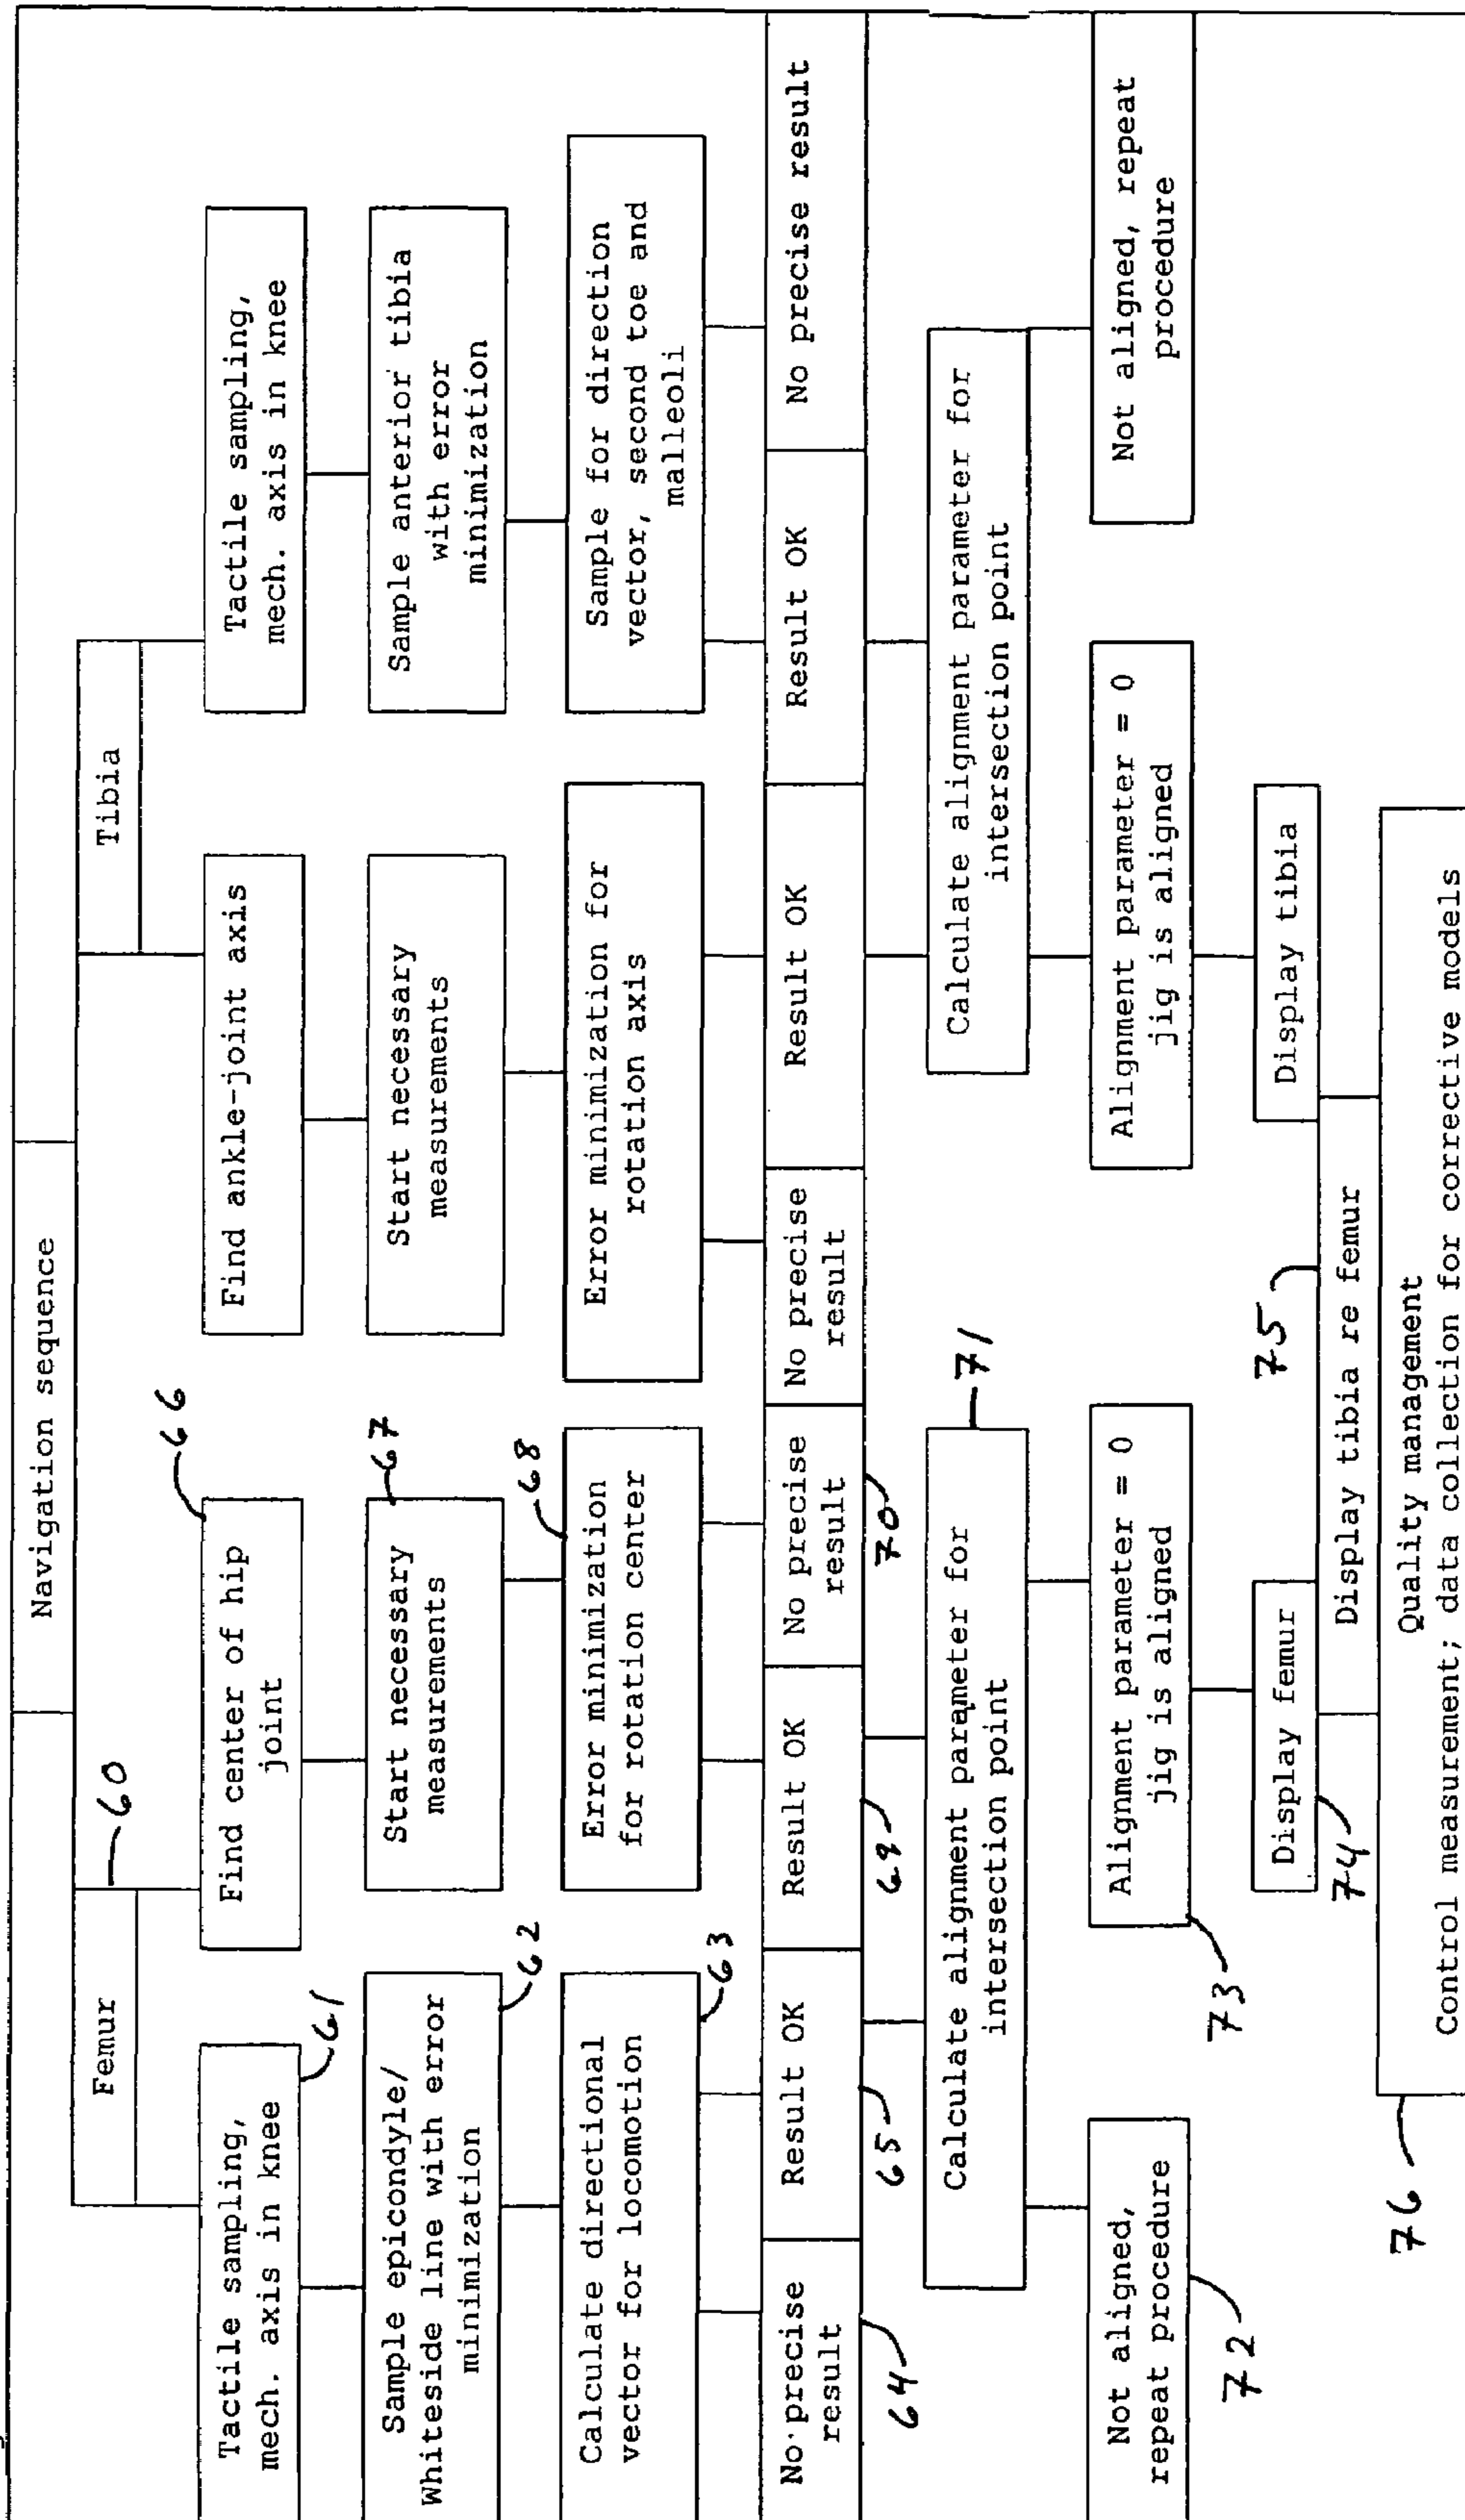 Navigation sequence
Femur
60
Tibia
Tactile sampling,
mech. axis in knee
61
Find center of hip
joint
66
Find ankle-joint axis
Tactile sampling,
mech. axis in knee
Sample epicondyle/
Whiteside line with error
minimization
62
Start necessary
measurements
67
Start necessary
measurements
Sample anterior tibia
with error
minimization
Calculate directional
vector for locomotion
63
Error minimization
for rotation center
68
Error minimization for
rotation axis
Sample for direction
vector, second toe and
malleoli
No precise
result
64
Result OK
65
Result OK
69
No precise
result
70
No precise
result
Result OK
Result OK
No precise result
Calculate alignment parameter for
intersection point
71
Calculate alignment parameter for
intersection point
Not aligned,
repeat procedure
72
Alignment parameter = 0
jig is aligned
73
Alignment parameter = 0
jig is aligned
Not aligned, repeat
procedure
Display femur
74
Display tibia
Display tibia re femur
75
Quality management
Control measurement; data collection for corrective models
76